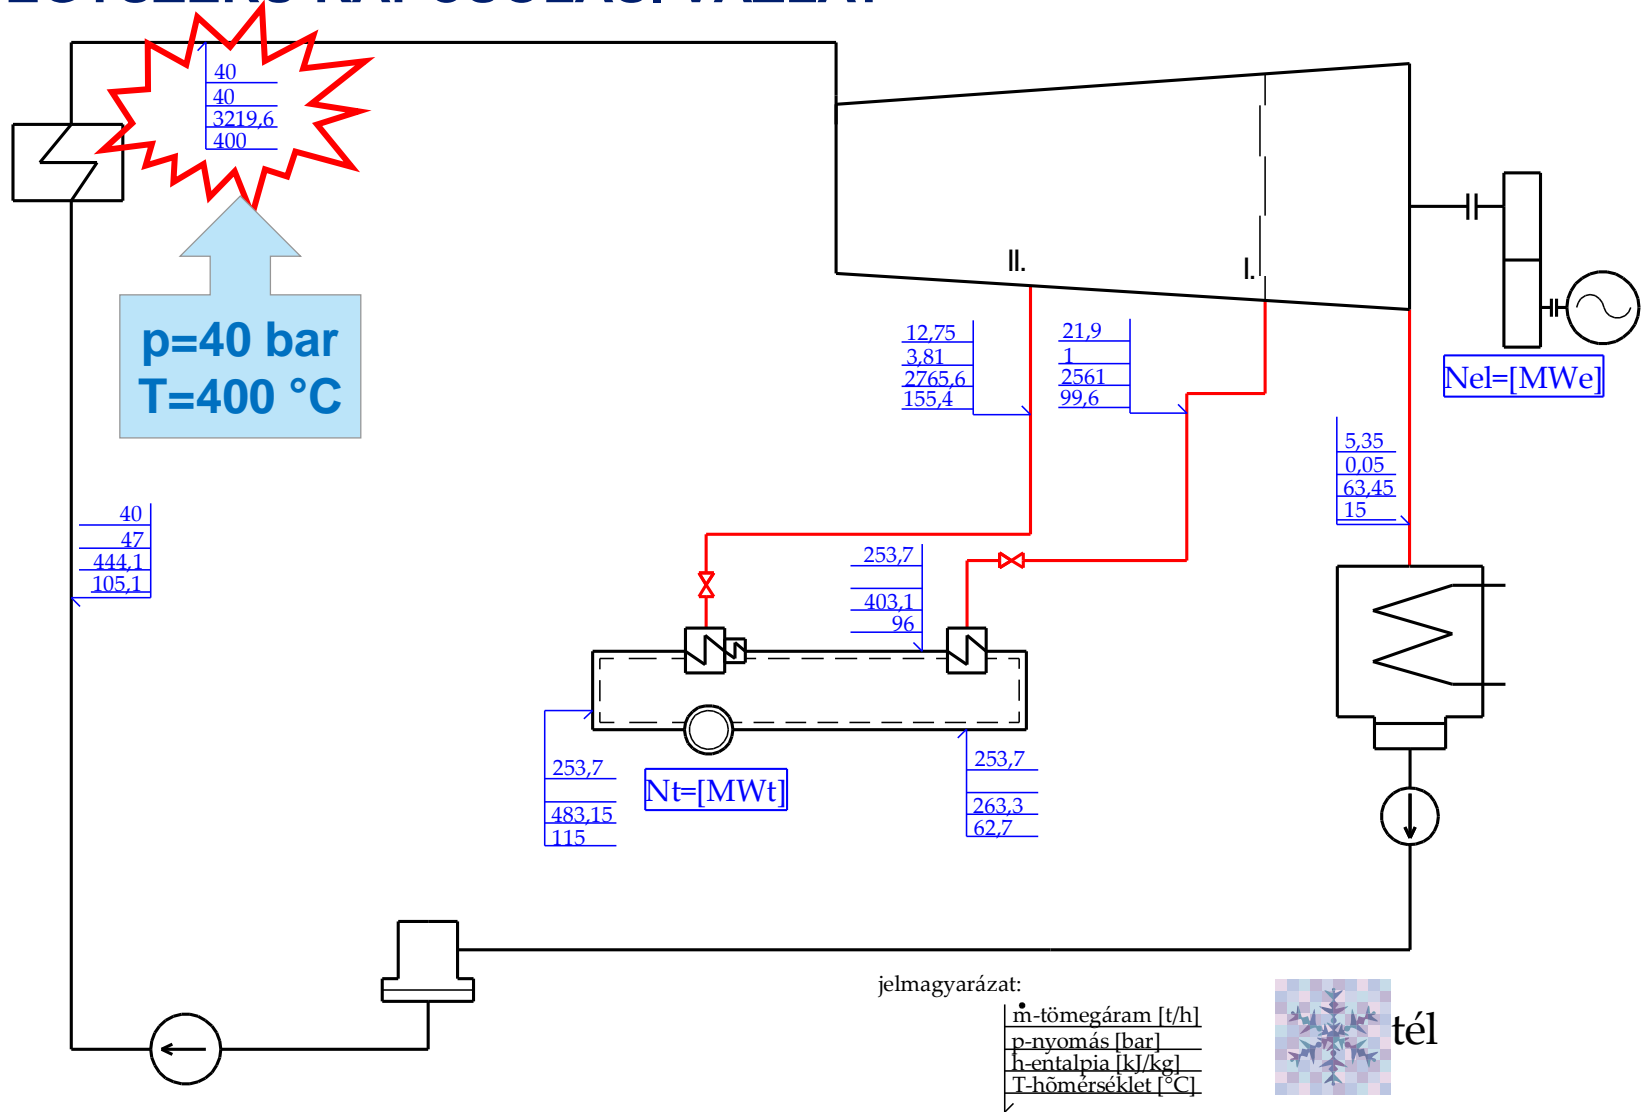 40
40
3219,6
400
p=40 bar
T=400 °C
II.
I.
12,75
3,81
2765,6
155,4
21,9
1
2561
99,6
Nel=[MWe]
5,35
0,05
63,45
15
40
47
444,1
105,1
253,7
403,1
96
253,7
483,15
115
Nt=[MWt]
253,7
263,3
62,7
jelmagyarázat:
ṁ-tömegáram [t/h]
p-nyomás [bar]
h-entalpia [kJ/kg]
T-hõmérséklet [°C]
tél